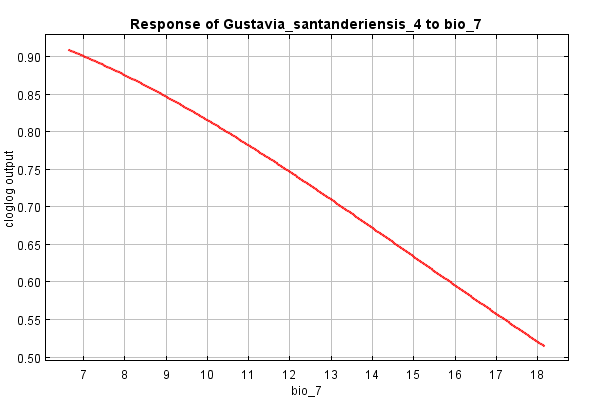 Response of Gustavia_santanderiensis_4 to bio_7
cloglog output
0.90
0.85
0.80
0.75
0.70
0.65
0.60
0.55
0.50
7 8 9 10 11 12 13 14 15 16 17 18
bio_7